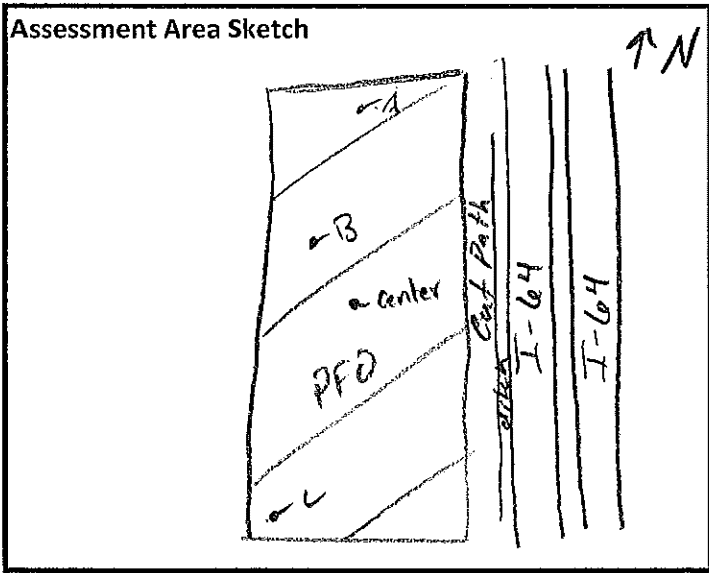 Assessment Area Sketch
↑ N
A
B
center
PFO
C
Cut Path
ditch
I-64
I-64